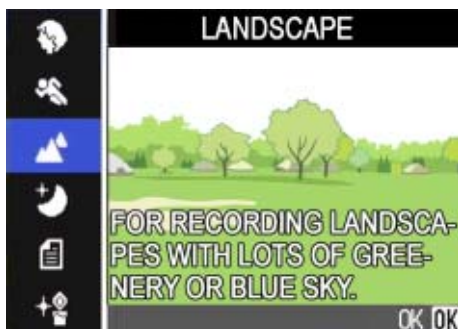 LANDSCAPE
FOR RECORDING LANDSCA-
PES WITH LOTS OF GREE-
NERY OR BLUE SKY.
OK OK